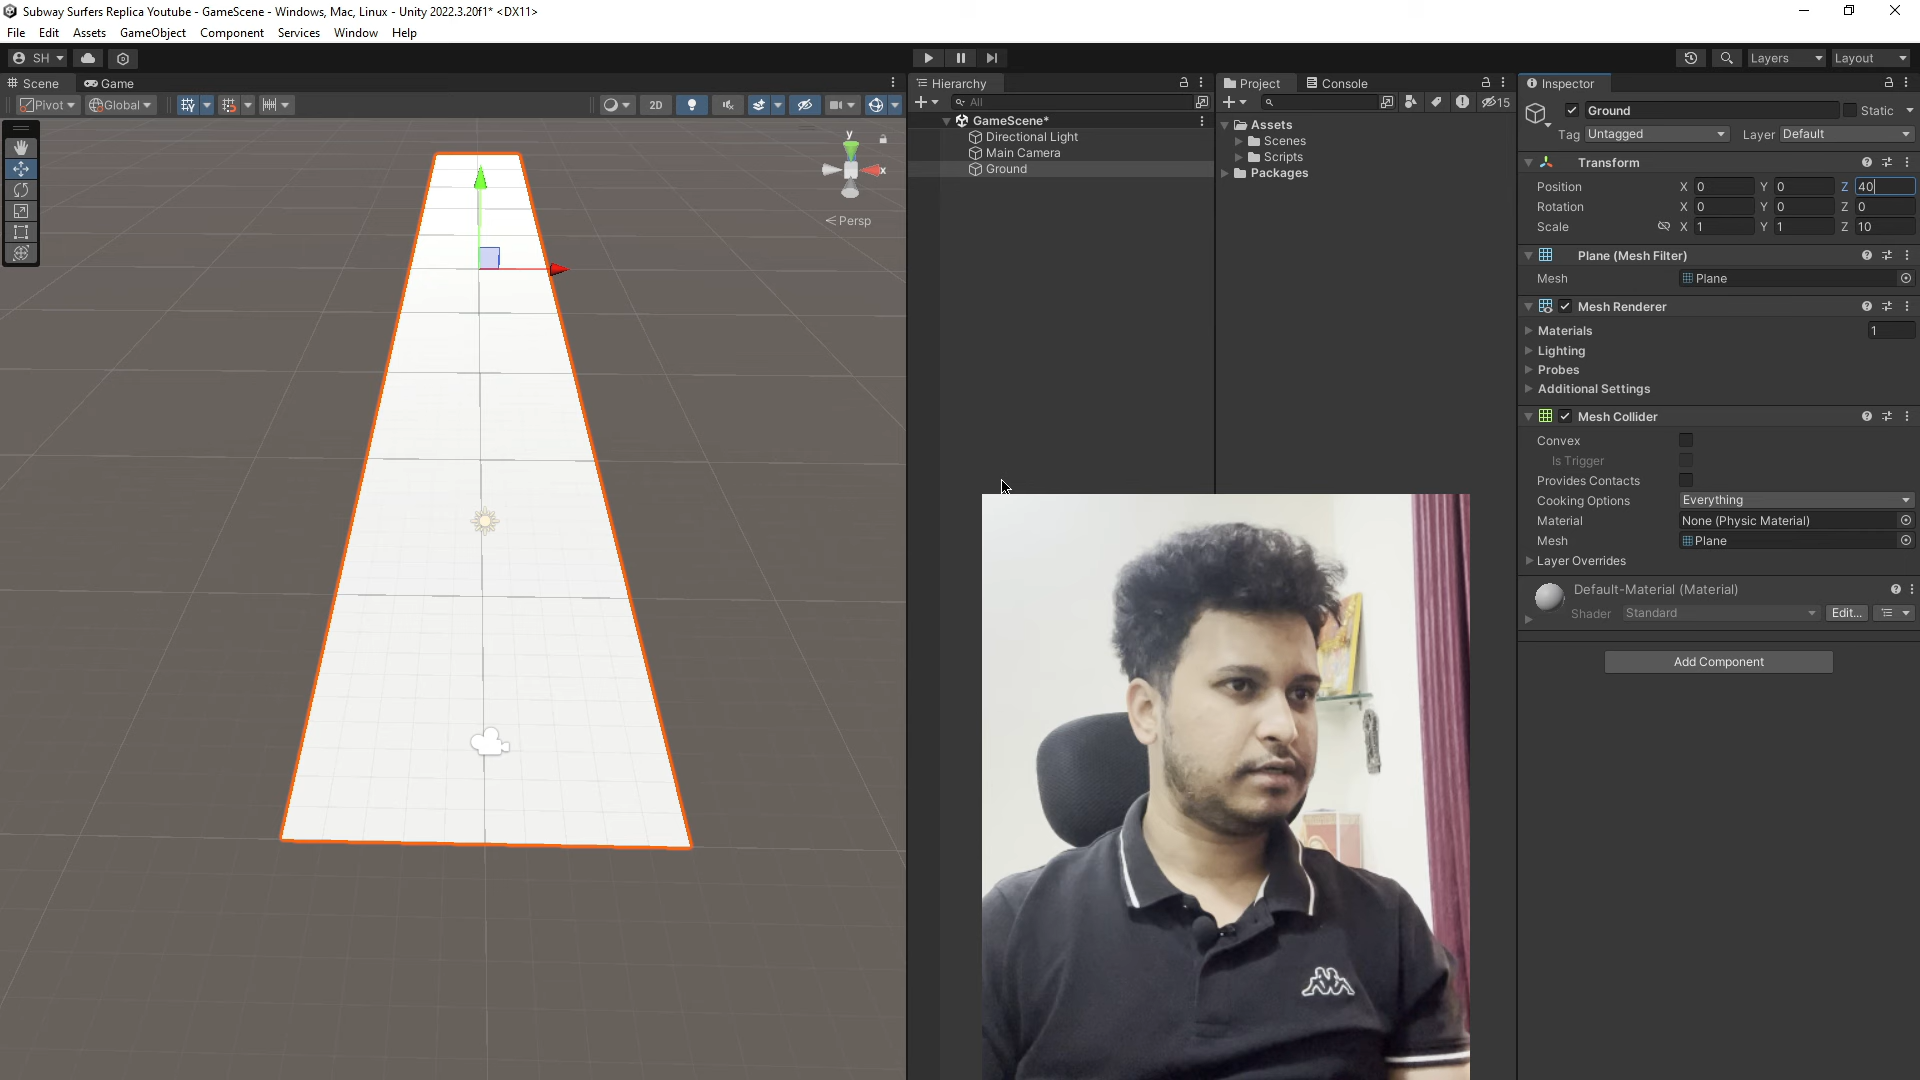 Subway Surfers Replica Youtube - GameScene - Windows, Mac, Linux - Unity 2022.3.20f1* <DX11>
File Edit Assets GameObject Component Services Window Help
SH Layers Layout
Scene Game Hierarchy Project Console Inspector
Pivot Global 2D All 15
GameScene*
Directional Light
Main Camera
Ground
Assets
Scenes
Scripts
Packages
y
x
Persp
Ground Static
Tag Untagged Layer Default
Transform
Position X 0 Y 0 Z 40
Rotation X 0 Y 0 Z 0
Scale X 1 Y 1 Z 10
Plane (Mesh Filter)
Mesh Plane
Mesh Renderer
Materials 1
Lighting
Probes
Additional Settings
Mesh Collider
Convex
Is Trigger
Provides Contacts
Cooking Options Everything
Material None (Physic Material)
Mesh Plane
Layer Overrides
Default-Material (Material)
Shader Standard Edit...
Add Component